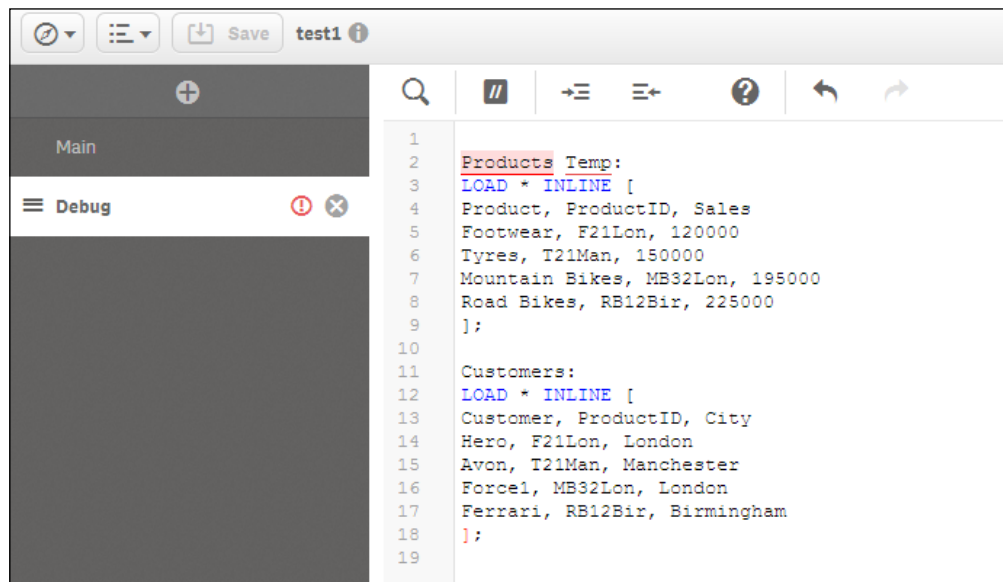 Save test1
Main
Debug
1
2 Products Temp:
3 LOAD * INLINE [
4 Product, ProductID, Sales
5 Footwear, F21Lon, 120000
6 Tyres, T21Man, 150000
7 Mountain Bikes, MB32Lon, 195000
8 Road Bikes, RB12Bir, 225000
9 ];
10
11 Customers:
12 LOAD * INLINE [
13 Customer, ProductID, City
14 Hero, F21Lon, London
15 Avon, T21Man, Manchester
16 Force1, MB32Lon, London
17 Ferrari, RB12Bir, Birmingham
18 ];
19